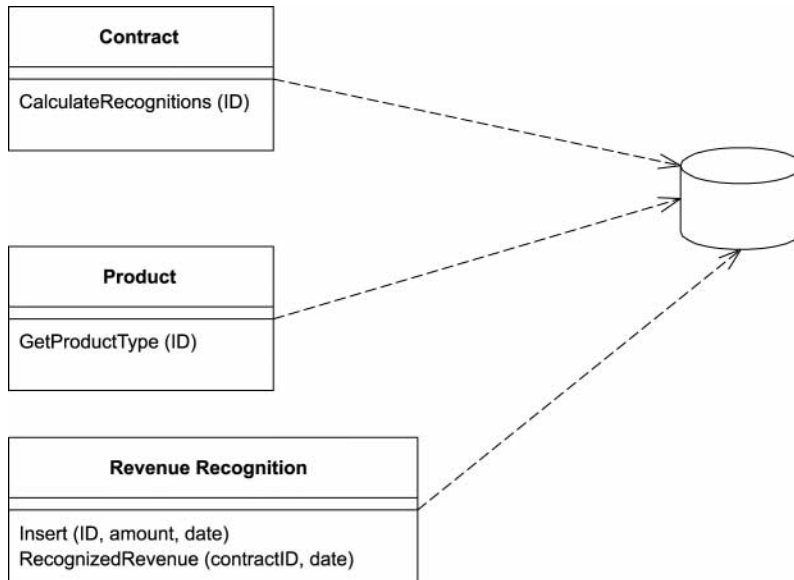 Contract
CalculateRecognitions (ID)
Product
GetProductType (ID)
Revenue Recognition
Insert (ID, amount, date)
RecognizedRevenue (contractID, date)